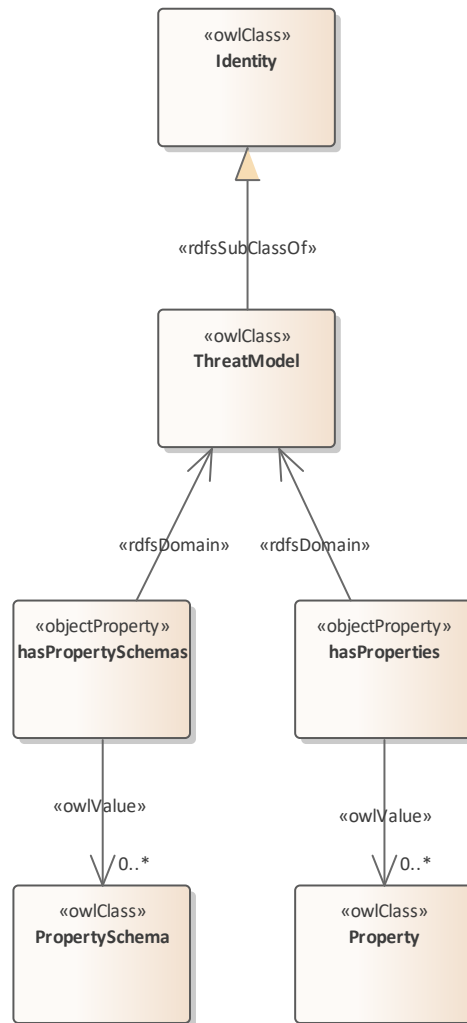 «owlClass»
Identity
«rdfsSubClassOf»
«owlClass»
ThreatModel
«rdfsDomain»
«rdfsDomain»
«objectProperty»
hasPropertySchemas
«objectProperty»
hasProperties
«owlValue»
0..*
«owlValue»
0..*
«owlClass»
PropertySchema
«owlClass»
Property